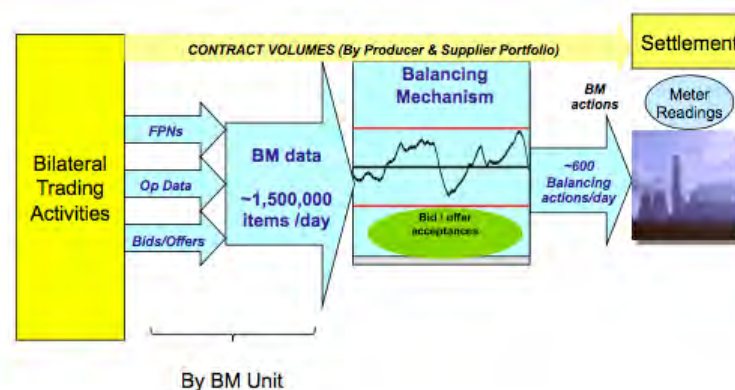 CONTRACT VOLUMES (By Producer & Supplier Portfolio)
Settlement
Bilateral
Trading
Activities
FPNs
Op Data
Bids/Offers
BM data
~1,500,000
items /day
Balancing
Mechanism
Bid / offer
acceptances
BM
actions
~600
Balancing
actions/day
Meter
Readings
By BM Unit